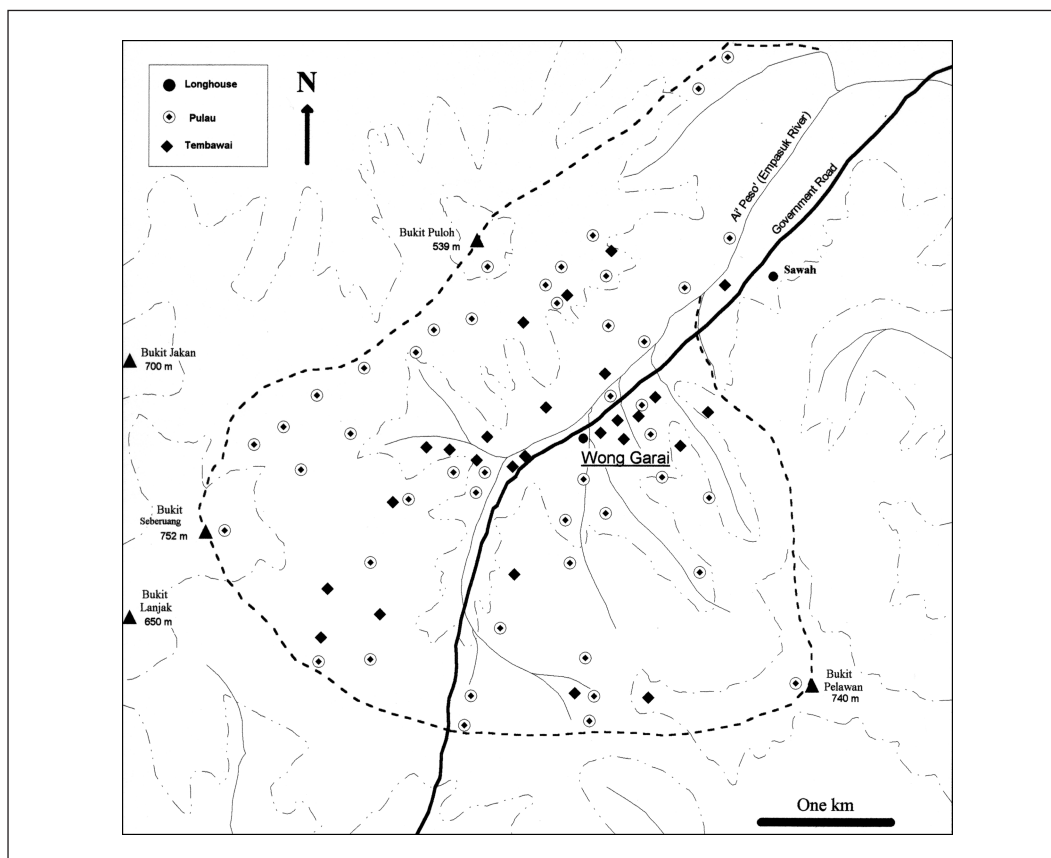 Longhouse
Pulau
Tembawai
N
Ai' Peso' (Empasuk River)
Government Road
Bukit Puloh
539 m
Sawah
Bukit Jakan
700 m
Wong Garai
Bukit
Seberuang
752 m
Bukit
Lanjak
650 m
Bukit
Pelawan
740 m
One km